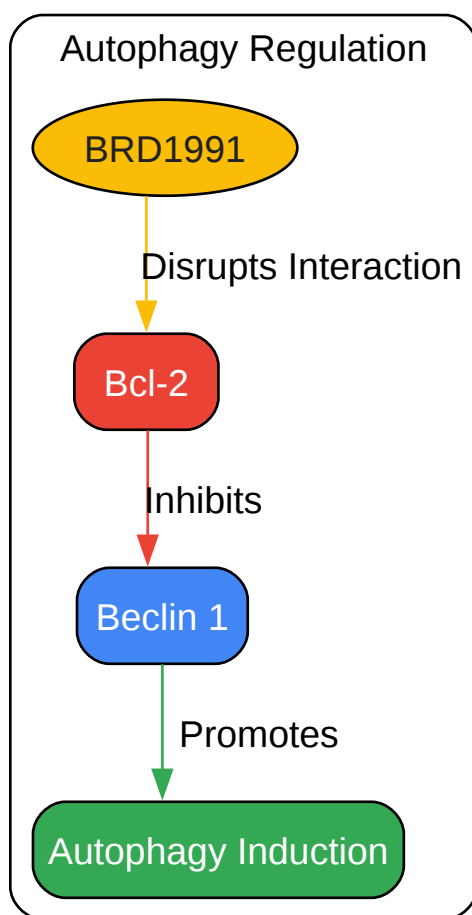 Autophagy Regulation
BRD1991
Disrupts Interaction
Bcl-2
Inhibits
Beclin 1
Promotes
Autophagy Induction